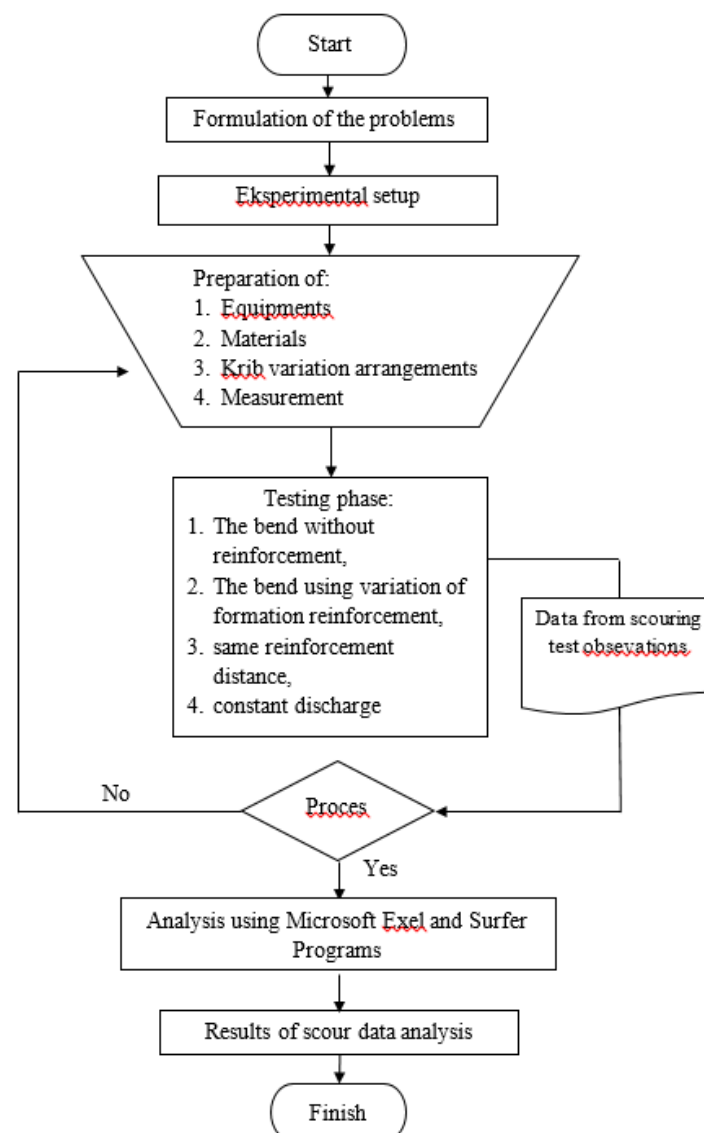 Start
Formulation of the problems
Eksperimental setup
Preparation of:
1. Equipments
2. Materials
3. Krib variation arrangements
4. Measurement
Testing phase:
1. The bend without
reinforcement,
2. The bend using variation of
formation reinforcement,
3. same reinforcement
distance,
4. constant discharge
Data from scouring
test obsevations
No
Proces
Yes
Analysis using Microsoft Exel and Surfer
Programs
Results of scour data analysis
Finish